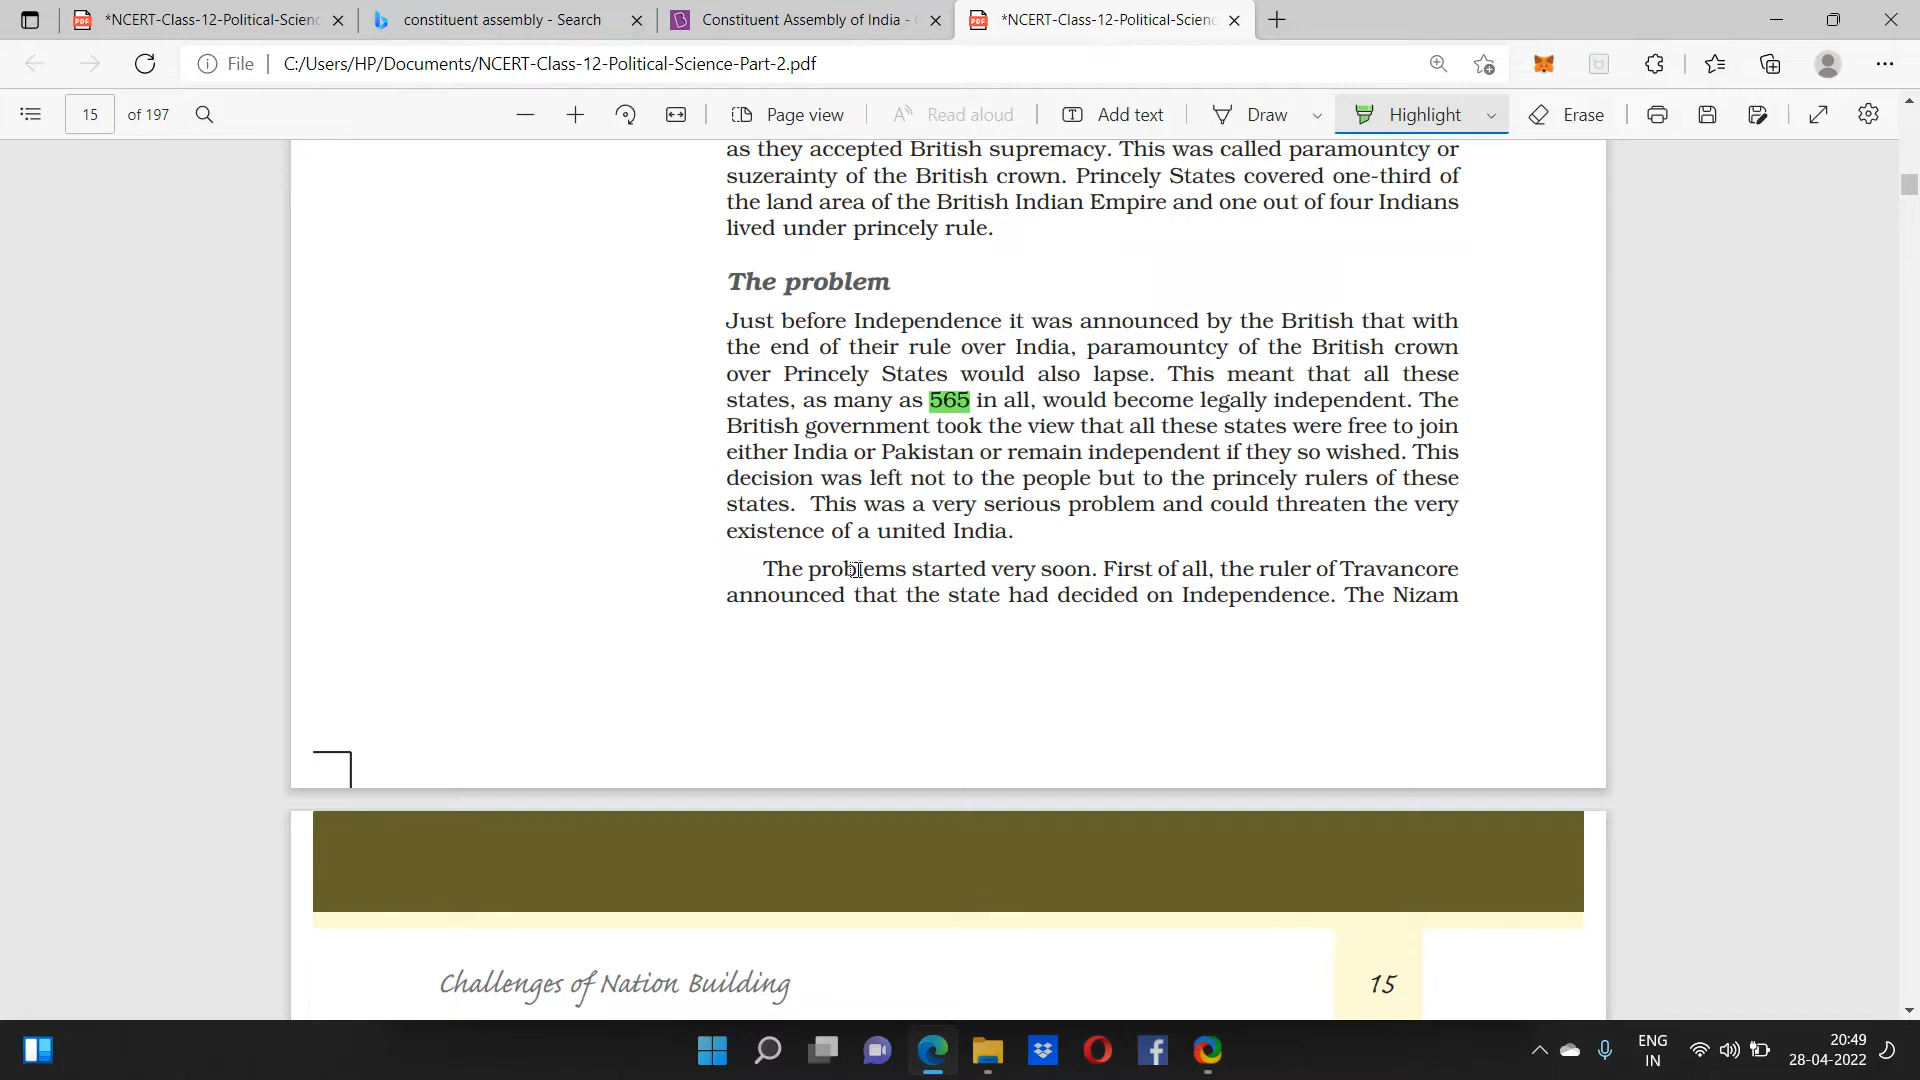 *NCERT-Class-12-Political-Scienc
constituent assembly - Search
Constituent Assembly of India -
*NCERT-Class-12-Political-Scienc
File
C:/Users/HP/Documents/NCERT-Class-12-Political-Science-Part-2.pdf
15 of 197
Page view
Read aloud
Add text
Draw
Highlight
Erase
as they accepted British supremacy. This was called paramountcy or
suzerainty of the British crown. Princely States covered one-third of
the land area of the British Indian Empire and one out of four Indians
lived under princely rule.
The problem
Just before Independence it was announced by the British that with
the end of their rule over India, paramountcy of the British crown
over Princely States would also lapse. This meant that all these
states, as many as 565 in all, would become legally independent. The
British government took the view that all these states were free to join
either India or Pakistan or remain independent if they so wished. This
decision was left not to the people but to the princely rulers of these
states. This was a very serious problem and could threaten the very
existence of a united India.
The problems started very soon. First of all, the ruler of Travancore
announced that the state had decided on Independence. The Nizam
Challenges of Nation Building
15
ENG
IN
20:49
28-04-2022